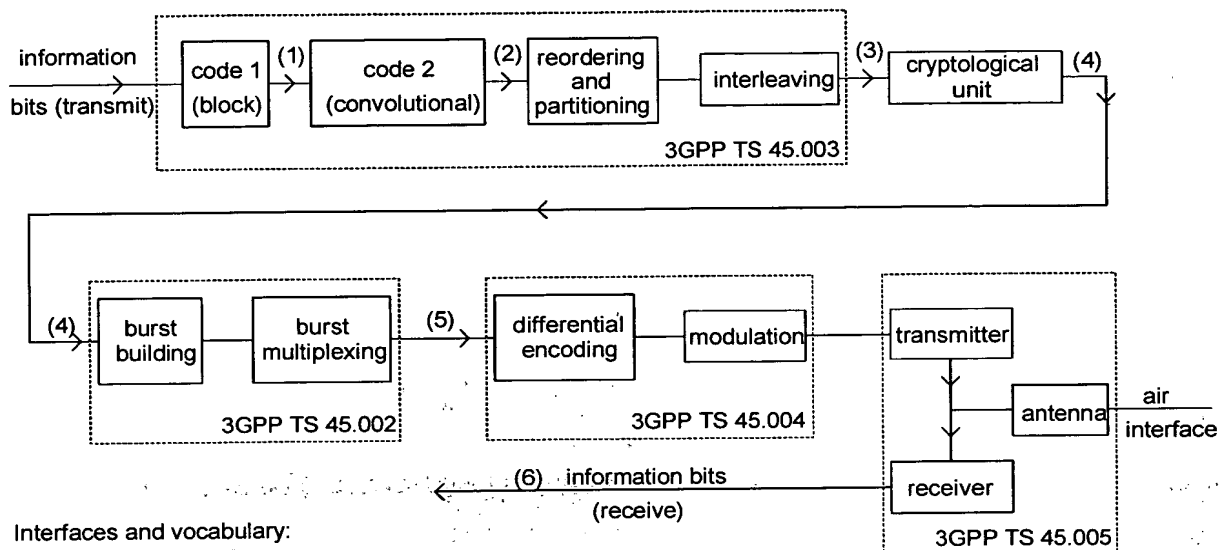 information
bits (transmit)
code 1
(block)
(1)
code 2
(convolutional)
(2)
reordering
and
partitioning
interleaving
(3)
cryptological
unit
(4)
3GPP TS 45.003
(4)
burst
building
burst
multiplexing
(5)
3GPP TS 45.002
differential
encoding
modulation
3GPP TS 45.004
transmitter
antenna
air
interface
receiver
3GPP TS 45.005
(6) information bits
(receive)
Interfaces and vocabulary: